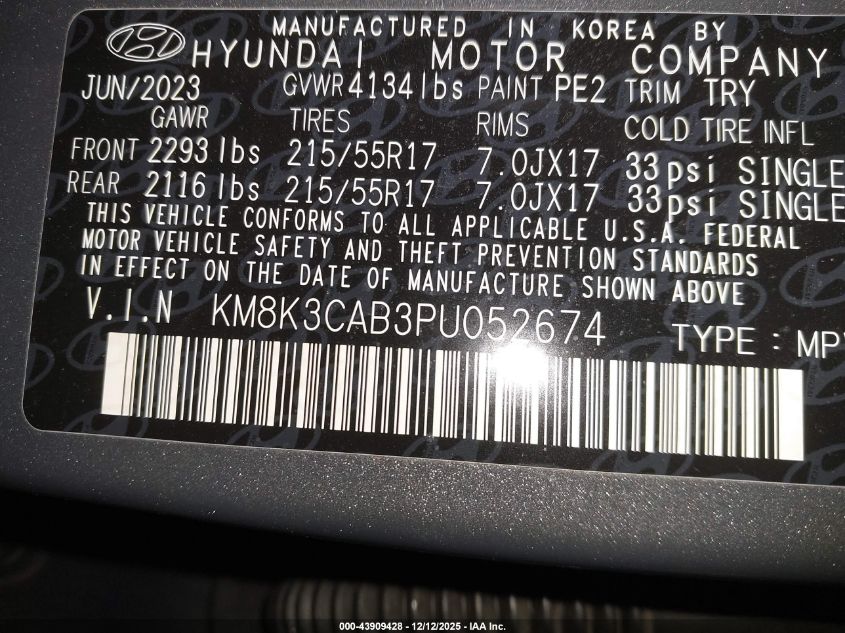 MANUFACTURED IN KOREA BY
HYUNDAI MOTOR COMPANY
JUN/2023 GVWR 4134 lbs PAINT PE2 TRIM TRY
GAWR TIRES RIMS COLD TIRE INFL
FRONT 2293 lbs 215/55R17 7.0JX17 33psi SINGLE
REAR 2116 lbs 215/55R17 7.0JX17 33psi SINGLE
THIS VEHICLE CONFORMS TO ALL APPLICABLE U.S.A. FEDERAL
MOTOR VEHICLE SAFETY AND THEFT PREVENTION STANDARDS
IN EFFECT ON THE DATE OF MANUFACTURE SHOWN ABOVE
V.I.N KM8K3CAB3PU052674 TYPE : MPV
000-43909428 - 12/12/2025 - IAA Inc.